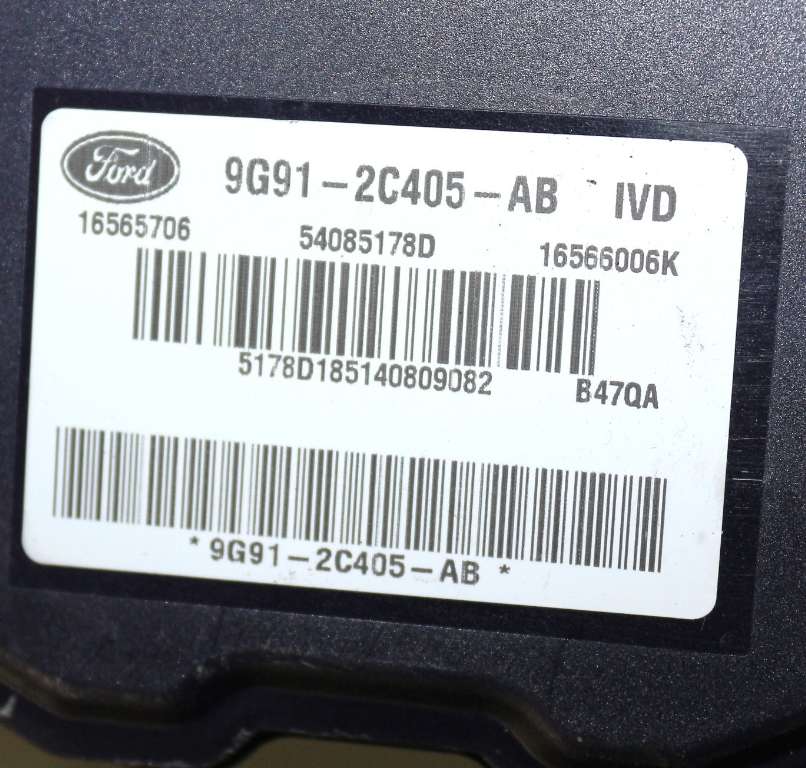 Ford 9G91-2C405-AB IVD
16565706 54085178D 16566006K
5178D185140809082 B47QA
*9G91-2C405-AB*